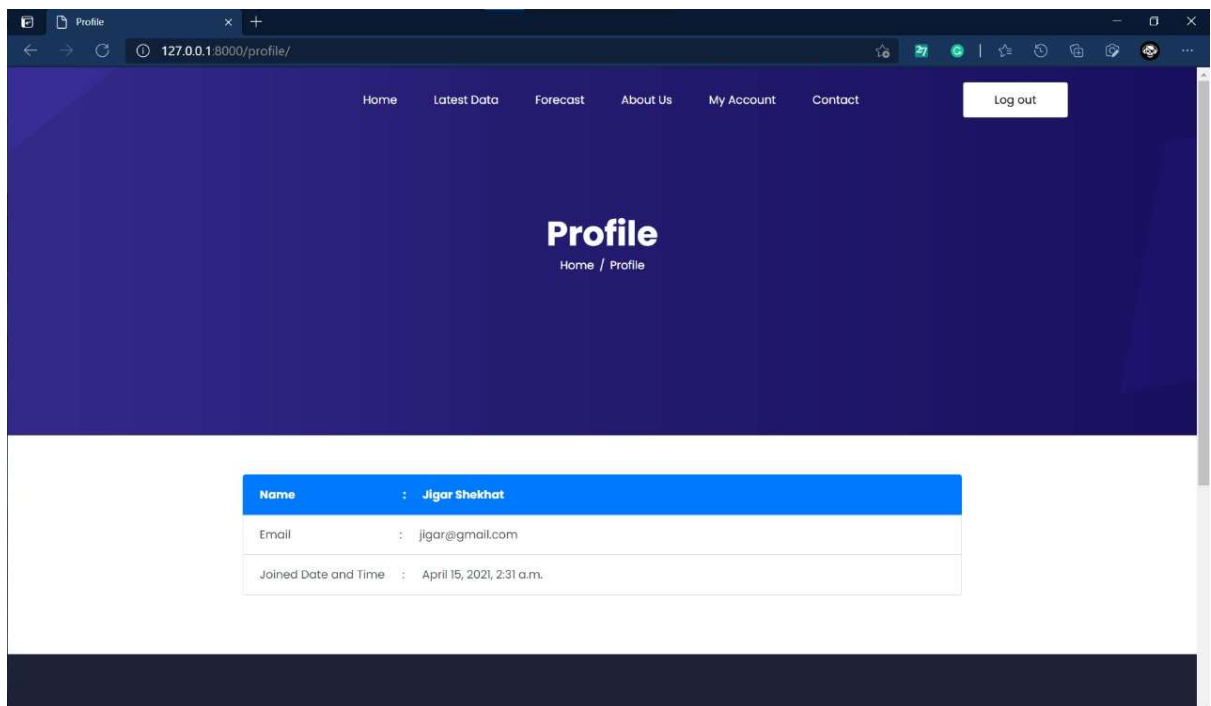 Profile
127.0.0.1:8000/profile/
27
G
Home Latest Data Forecast About Us My Account Contact Log out
Profile
Home / Profile
Name : Jigar Shekhat
Email : jigar@gmail.com
Joined Date and Time : April 15, 2021, 2:31 a.m.